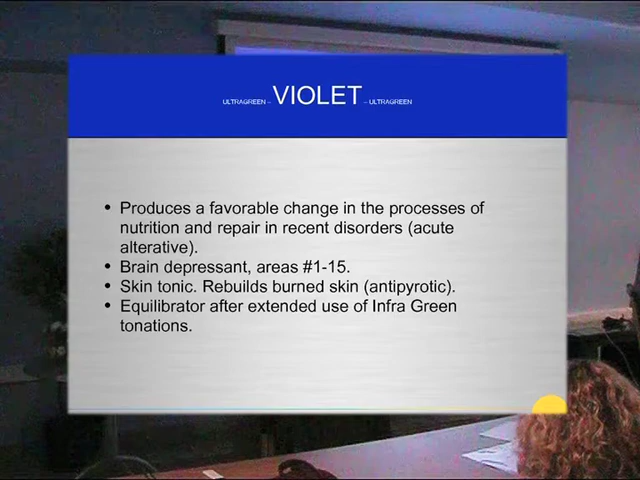 ULTRAGREEN – VIOLET – ULTRAGREEN
• Produces a favorable change in the processes of
nutrition and repair in recent disorders (acute
alterative).
• Brain depressant, areas #1-15.
• Skin tonic. Rebuilds burned skin (antipyrotic).
• Equilibrator after extended use of Infra Green
tonations.